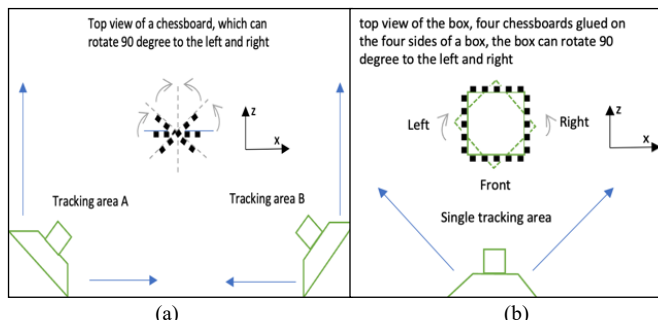 Top view of a chessboard, which can
rotate 90 degree to the left and right
z
x
Tracking area A
Tracking area B
(a)
top view of the box, four chessboards glued on
the four sides of a box, the box can rotate 90
degree to the left and right
Left
Right
z
x
Front
Single tracking area
(b)